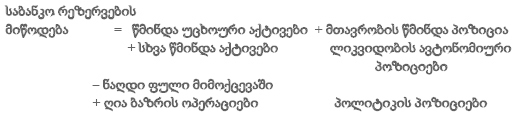 საბანკო რეზერვების
მიწოდება = წმინდა უცხოური აქტივები + მთავრობის წმინდა პოზიცია
+ სხვა წმინდა აქტივები ლიკვიდობის ავტონომიური
პოზიციები
– ნაღდი ფული მიმოქცევაში
+ ღია ბაზრის ოპერაციები პოლიტიკის პოზიციები